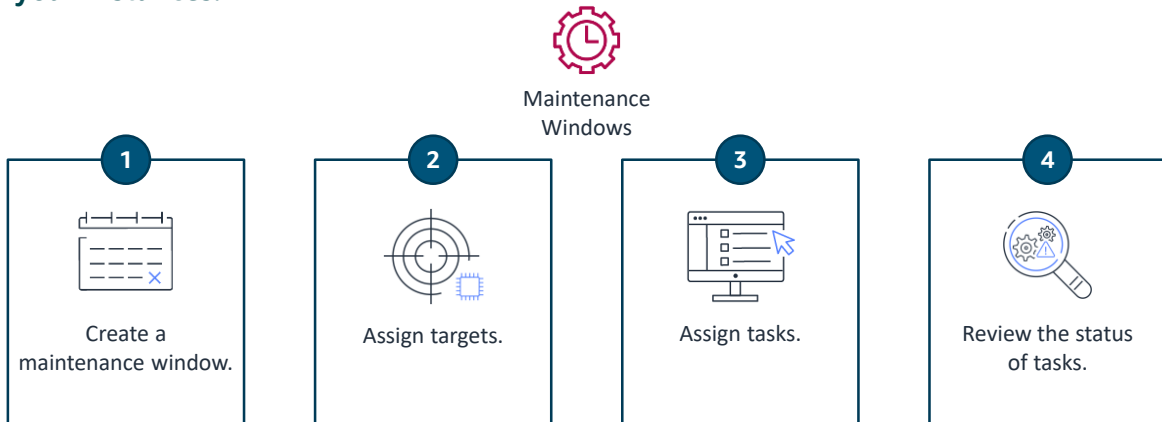 Maintenance
Windows
1
2
3
4
Create a
maintenance window.
Assign targets.
Assign tasks.
Review the status
of tasks.